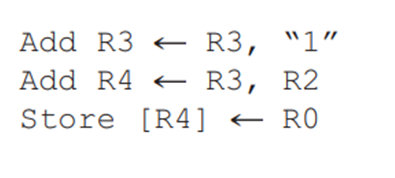 Add R3 ← R3, “1”
Add R4 ← R3, R2
Store [R4] ← R0